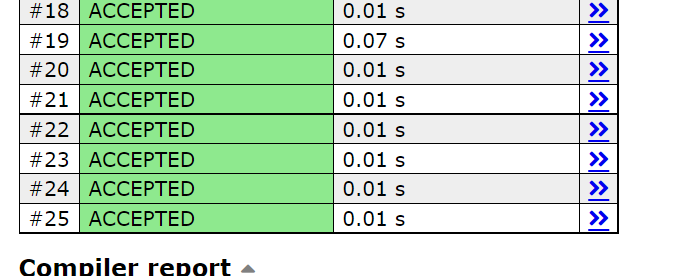 #18 ACCEPTED 0.01 s >>
#19 ACCEPTED 0.07 s >>
#20 ACCEPTED 0.01 s >>
#21 ACCEPTED 0.01 s >>
#22 ACCEPTED 0.01 s >>
#23 ACCEPTED 0.01 s >>
#24 ACCEPTED 0.01 s >>
#25 ACCEPTED 0.01 s >>
Compiler report